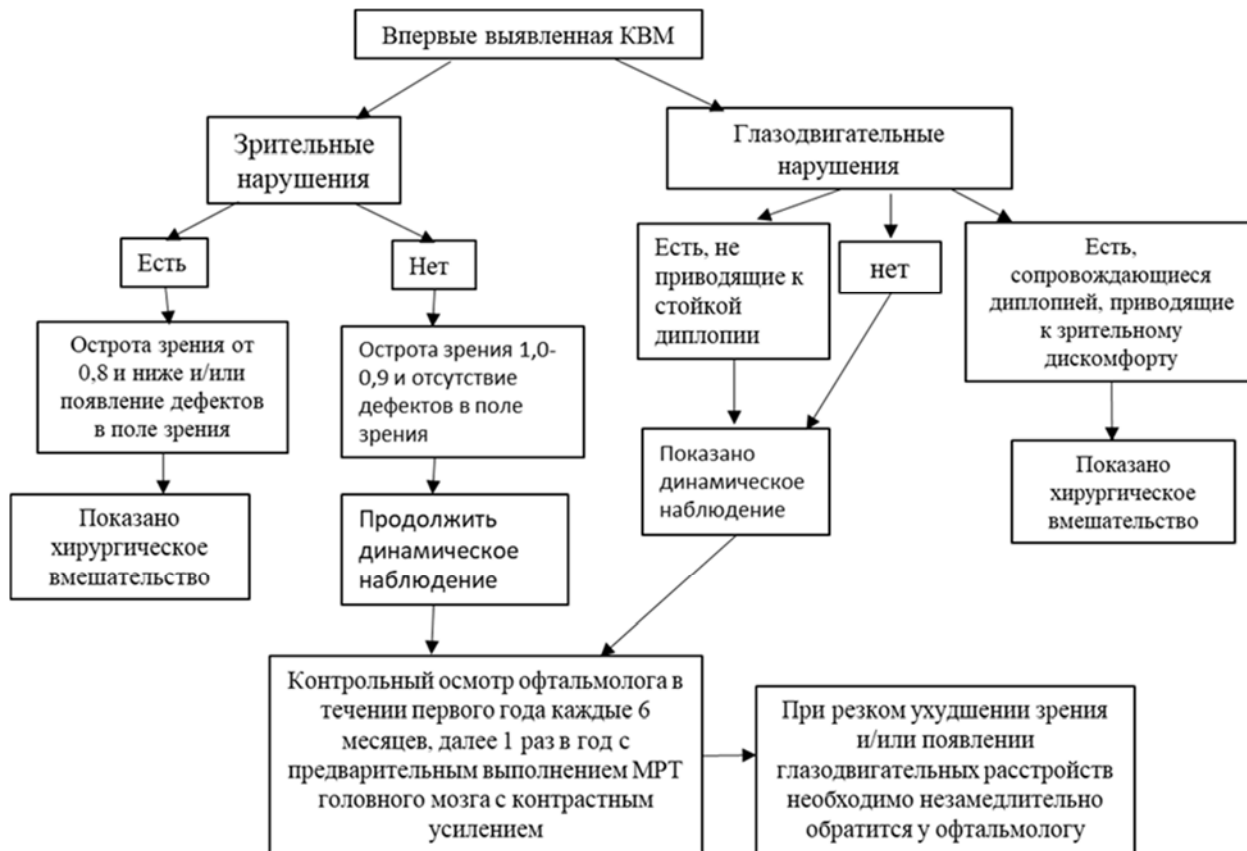 Впервые выявленная КВМ
Зрительные
нарушения
Глазодвигательные
нарушения
Есть
Нет
Есть, не
приводящие к
стойкой
диплопии
нет
Есть,
сопровождающиеся
диплопией, приводящие
к зрительному
дискомфорту
Острота зрения от
0,8 и ниже и/или
появление дефектов
в поле зрения
Острота зрения 1,0-
0,9 и отсутствие
дефектов в поле
зрения
Показано
динамическое
наблюдение
Показано
хирургическое
вмешательство
Показано
хирургическое
вмешательство
Продолжить
динамическое
наблюдение
Контрольный осмотр офтальмолога в
течении первого года каждые 6
месяцев, далее 1 раз в год с
предварительным выполнением МРТ
головного мозга с контрастным
усилением
При резком ухудшении зрения
и/или появлении
глазодвигательных расстройств
необходимо незамедлительно
обратится у офтальмологу